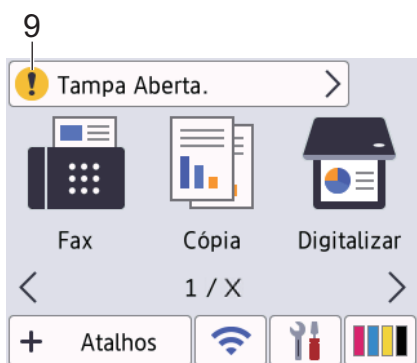 9
! Tampa Aberta.
Fax Cópia Digitalizar
1 / X
+ Atalhos